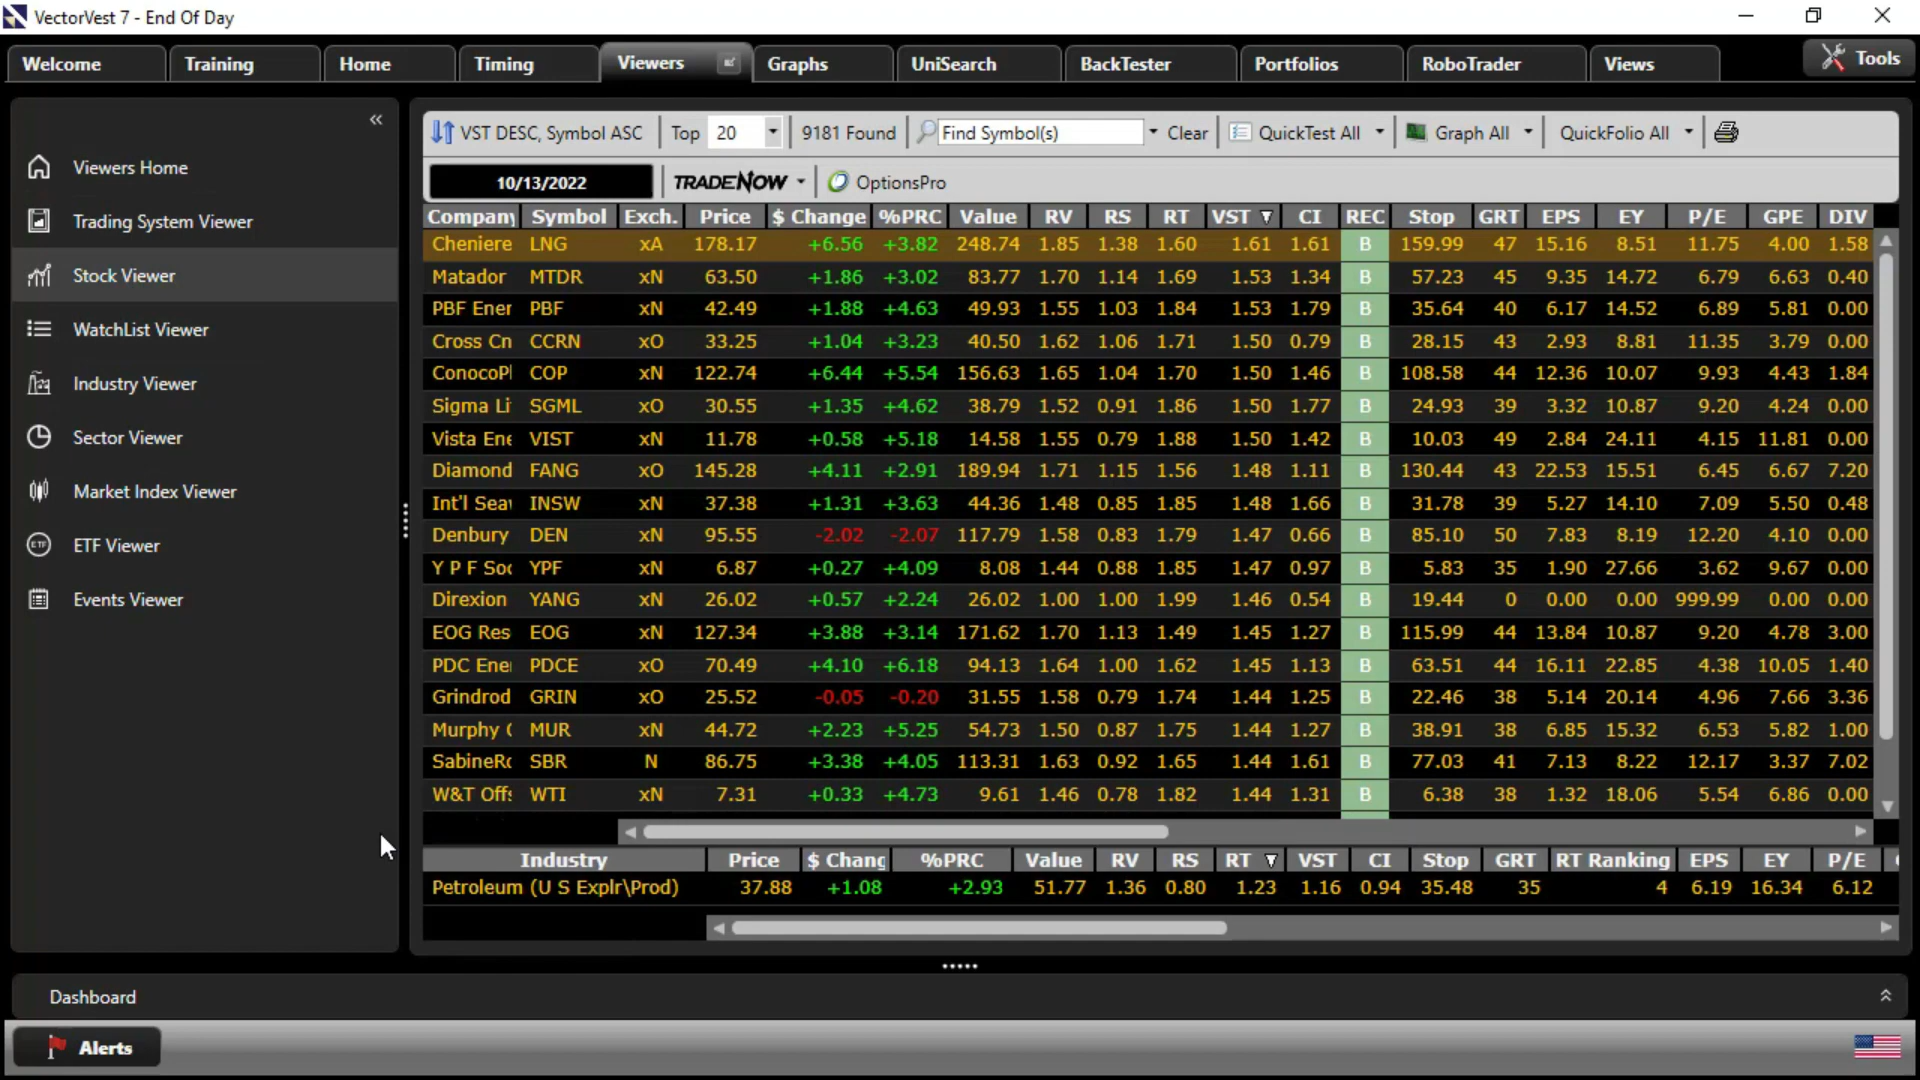 VectorVest 7 - End Of Day
Welcome Training Home Timing Viewers Graphs UniSearch BackTester Portfolios RoboTrader Views Tools
Viewers Home
Trading System Viewer
Stock Viewer
WatchList Viewer
Industry Viewer
Sector Viewer
Market Index Viewer
ETF Viewer
Events Viewer
VST DESC, Symbol ASC Top 20 9181 Found Find Symbol(s) Clear QuickTest All Graph All QuickFolio All
10/13/2022 TRADENOW OptionsPro
Company Symbol Exch. Price $ Change %PRC Value RV RS RT VST CI REC Stop GRT EPS EY P/E GPE DIV
Cheniere LNG xA 178.17 +6.56 +3.82 248.74 1.85 1.38 1.60 1.61 1.61 B 159.99 47 15.16 8.51 11.75 4.00 1.58
Matador MTDR xN 63.50 +1.86 +3.02 83.77 1.70 1.14 1.69 1.53 1.34 B 57.23 45 9.35 14.72 6.79 6.63 0.40
PBF Ener PBF xN 42.49 +1.88 +4.63 49.93 1.55 1.03 1.84 1.53 1.79 B 35.64 40 6.17 14.52 6.89 5.81 0.00
Cross Cn CCRN xO 33.25 +1.04 +3.23 40.50 1.62 1.06 1.71 1.50 0.79 B 28.15 43 2.93 8.81 11.35 3.79 0.00
ConocoPl COP xN 122.74 +6.44 +5.54 156.63 1.65 1.04 1.70 1.50 1.46 B 108.58 44 12.36 10.07 9.93 4.43 1.84
Sigma Li SGML xO 30.55 +1.35 +4.62 38.79 1.52 0.91 1.86 1.50 1.77 B 24.93 39 3.32 10.87 9.20 4.24 0.00
Vista Ene VIST xN 11.78 +0.58 +5.18 14.58 1.55 0.79 1.88 1.50 1.42 B 10.03 49 2.84 24.11 4.15 11.81 0.00
Diamond FANG xO 145.28 +4.11 +2.91 189.94 1.71 1.15 1.56 1.48 1.11 B 130.44 43 22.53 15.51 6.45 6.67 7.20
Int'l Sea INSW xN 37.38 +1.31 +3.63 44.36 1.48 0.85 1.85 1.48 1.66 B 31.78 39 5.27 14.10 7.09 5.50 0.48
Denbury DEN xN 95.55 -2.02 -2.07 117.79 1.58 0.83 1.79 1.47 0.66 B 85.10 50 7.83 8.19 12.20 4.10 0.00
Y P F Soc YPF xN 6.87 +0.27 +4.09 8.08 1.44 0.88 1.85 1.47 0.97 B 5.83 35 1.90 27.66 3.62 9.67 0.00
Direxion YANG xN 26.02 +0.57 +2.24 26.02 1.00 1.00 1.99 1.46 0.54 B 19.44 0 0.00 0.00 999.99 0.00 0.00
EOG Res EOG xN 127.34 +3.88 +3.14 171.62 1.70 1.13 1.49 1.45 1.27 B 115.99 44 13.84 10.87 9.20 4.78 3.00
PDC Ene PDCE xO 70.49 +4.10 +6.18 94.13 1.64 1.00 1.62 1.45 1.13 B 63.51 44 16.11 22.85 4.38 10.05 1.40
Grindrod GRIN xO 25.52 -0.05 -0.20 31.55 1.58 0.79 1.74 1.44 1.25 B 22.46 38 5.14 20.14 4.96 7.66 3.36
Murphy MUR xN 44.72 +2.23 +5.25 54.73 1.50 0.87 1.75 1.44 1.27 B 38.91 38 6.85 15.32 6.53 5.82 1.00
SabineRo SBR N 86.75 +3.38 +4.05 113.31 1.63 0.92 1.65 1.44 1.61 B 77.03 41 7.13 8.22 12.17 3.37 7.02
W&T Offs WTI xN 7.31 +0.33 +4.73 9.61 1.46 0.78 1.82 1.44 1.31 B 6.38 38 1.32 18.06 5.54 6.86 0.00
Industry Price $ Chang %PRC Value RV RS RT VST CI Stop GRT RT Ranking EPS EY P/E
Petroleum (U S Explr\Prod) 37.88 +1.08 +2.93 51.77 1.36 0.80 1.23 1.16 0.94 35.48 35 4 6.19 16.34 6.12
Dashboard
Alerts